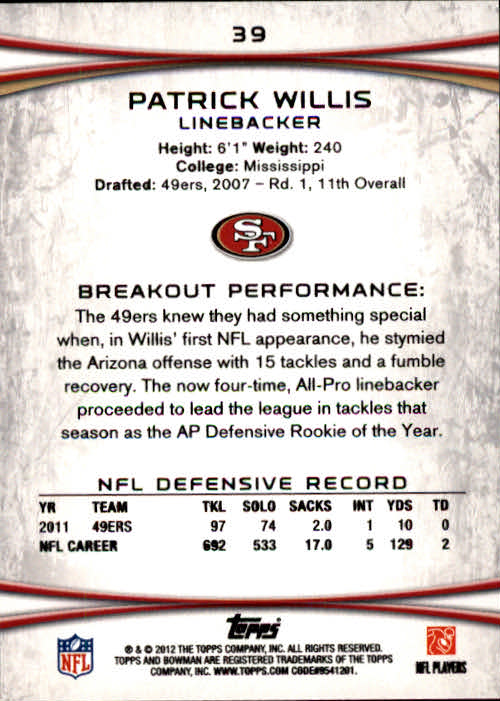 39
PATRICK WILLIS
LINEBACKER
Height: 6'1" Weight: 240
College: Mississippi
Drafted: 49ers, 2007 – Rd. 1, 11th Overall
SF
BREAKOUT PERFORMANCE:
The 49ers knew they had something special
when, in Willis' first NFL appearance, he stymied
the Arizona offense with 15 tackles and a fumble
recovery. The now four-time, All-Pro linebacker
proceeded to lead the league in tackles that
season as the AP Defensive Rookie of the Year.
NFL DEFENSIVE RECORD
YR TEAM TKL SOLO SACKS INT YDS TD
2011 49ERS 97 74 2.0 1 10 0
NFL CAREER 692 533 17.0 5 129 2
Topps
® & © 2012 THE TOPPS COMPANY, INC. ALL RIGHTS RESERVED.
TOPPS AND BOWMAN ARE REGISTERED TRADEMARKS OF THE TOPPS
COMPANY, INC. WWW.TOPPS.COM CODE#9541201.
NFL
NFL PLAYERS